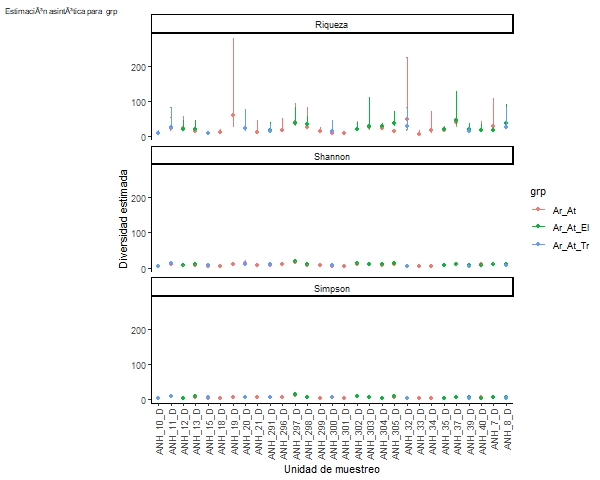 EstimaciÃ³n asintÃ³tica para grp
Riqueza
200
100
0
Shannon
200
100
0
Simpson
200
100
0
Diversidad estimada
ANH_10_D
ANH_11_D
ANH_12_D
ANH_13_D
ANH_15_D
ANH_18_D
ANH_19_D
ANH_20_D
ANH_21_D
ANH_291_D
ANH_296_D
ANH_297_D
ANH_298_D
ANH_299_D
ANH_300_D
ANH_301_D
ANH_302_D
ANH_303_D
ANH_304_D
ANH_305_D
ANH_32_D
ANH_33_D
ANH_34_D
ANH_35_D
ANH_37_D
ANH_39_D
ANH_40_D
ANH_7_D
ANH_8_D
Unidad de muestreo
grp
Ar_At
Ar_At_El
Ar_At_Tr